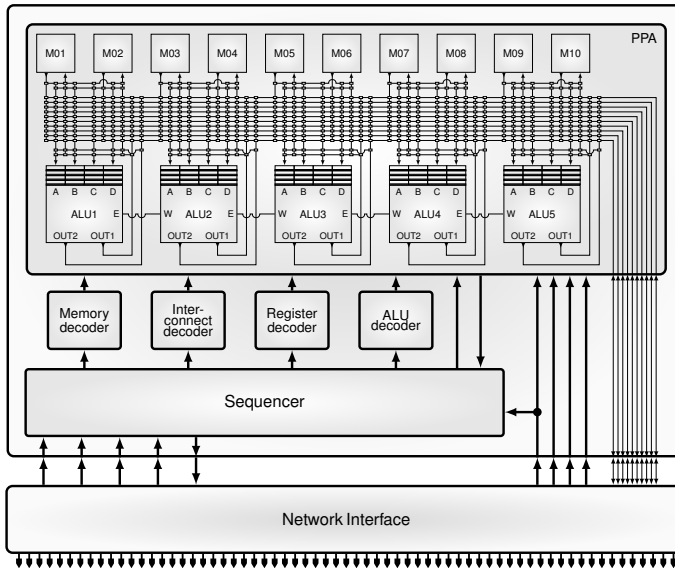 PPA
M01 M02 M03 M04 M05 M06 M07 M08 M09 M10
A B C D A B C D A B C D A B C D A B C D
ALU1 E W ALU2 E W ALU3 E W ALU4 E W ALU5
OUT2 OUT1 OUT2 OUT1 OUT2 OUT1 OUT2 OUT1 OUT2 OUT1
Memory
decoder
Inter-
connect
decoder
Register
decoder
ALU
decoder
Sequencer
Network Interface